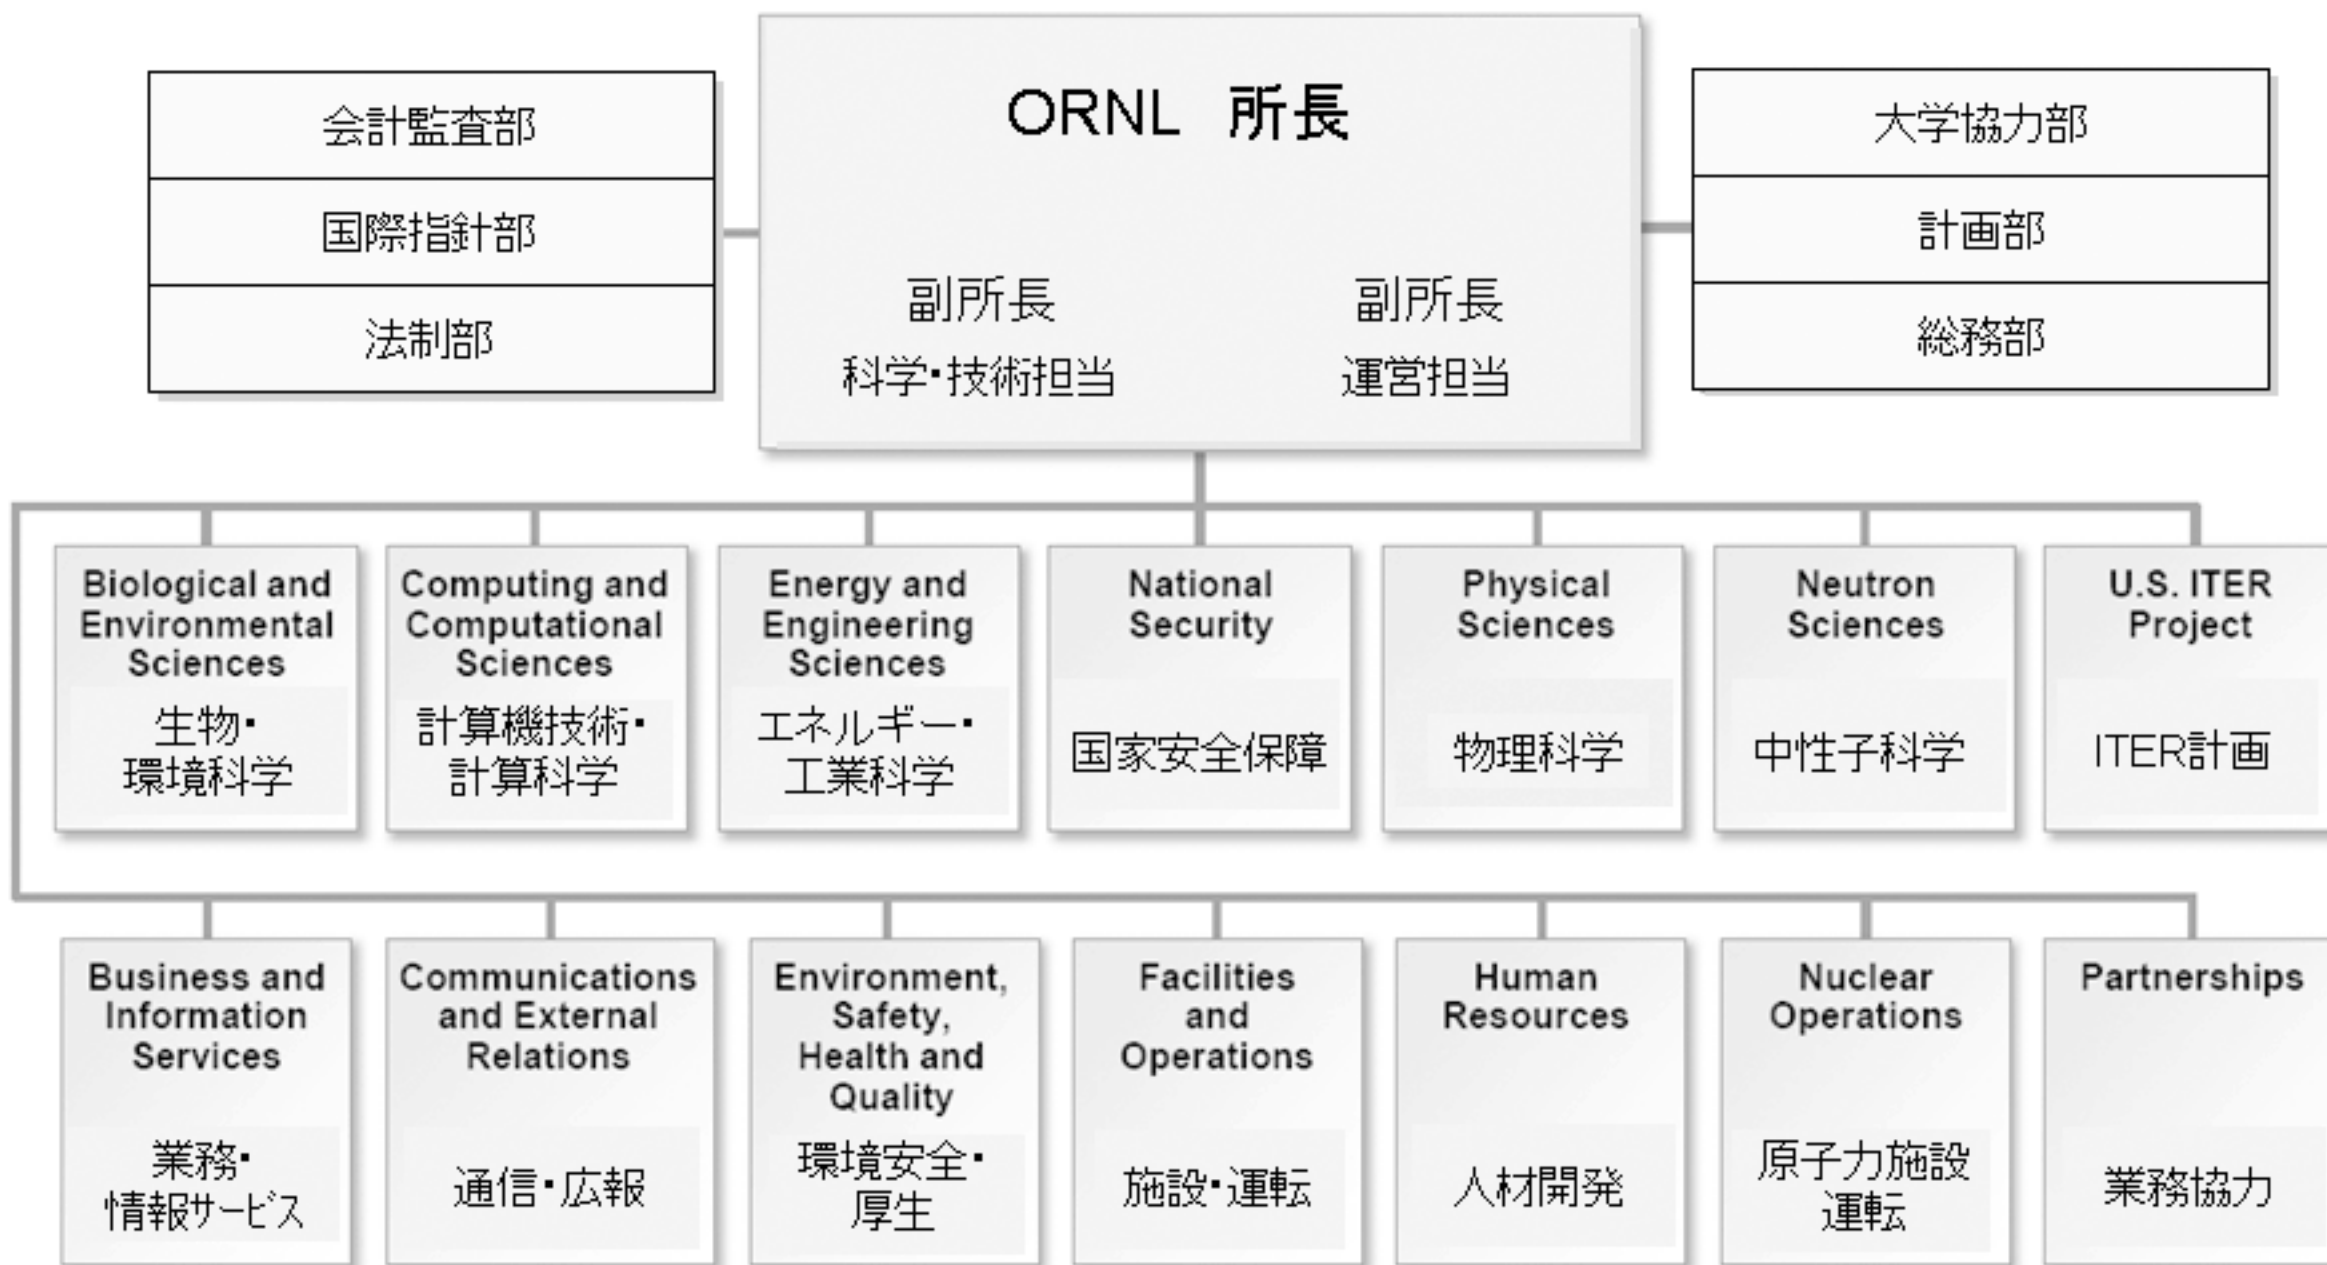 会計監査部
国際指針部
法制部
ORNL 所長
副所長
科学・技術担当
副所長
運営担当
大学協力部
計画部
総務部
Biological and
Environmental
Sciences
生物・
環境科学
Computing and
Computational
Sciences
計算機技術・
計算科学
Energy and
Engineering
Sciences
エネルギー・
工業科学
National
Security
国家安全保障
Physical
Sciences
物理科学
Neutron
Sciences
中性子科学
U.S. ITER
Project
ITER計画
Business and
Information
Services
業務・
情報サービス
Communications
and External
Relations
通信・広報
Environment,
Safety,
Health and
Quality
環境安全・
厚生
Facilities
and
Operations
施設・運転
Human
Resources
人材開発
Nuclear
Operations
原子力施設
運転
Partnerships
業務協力